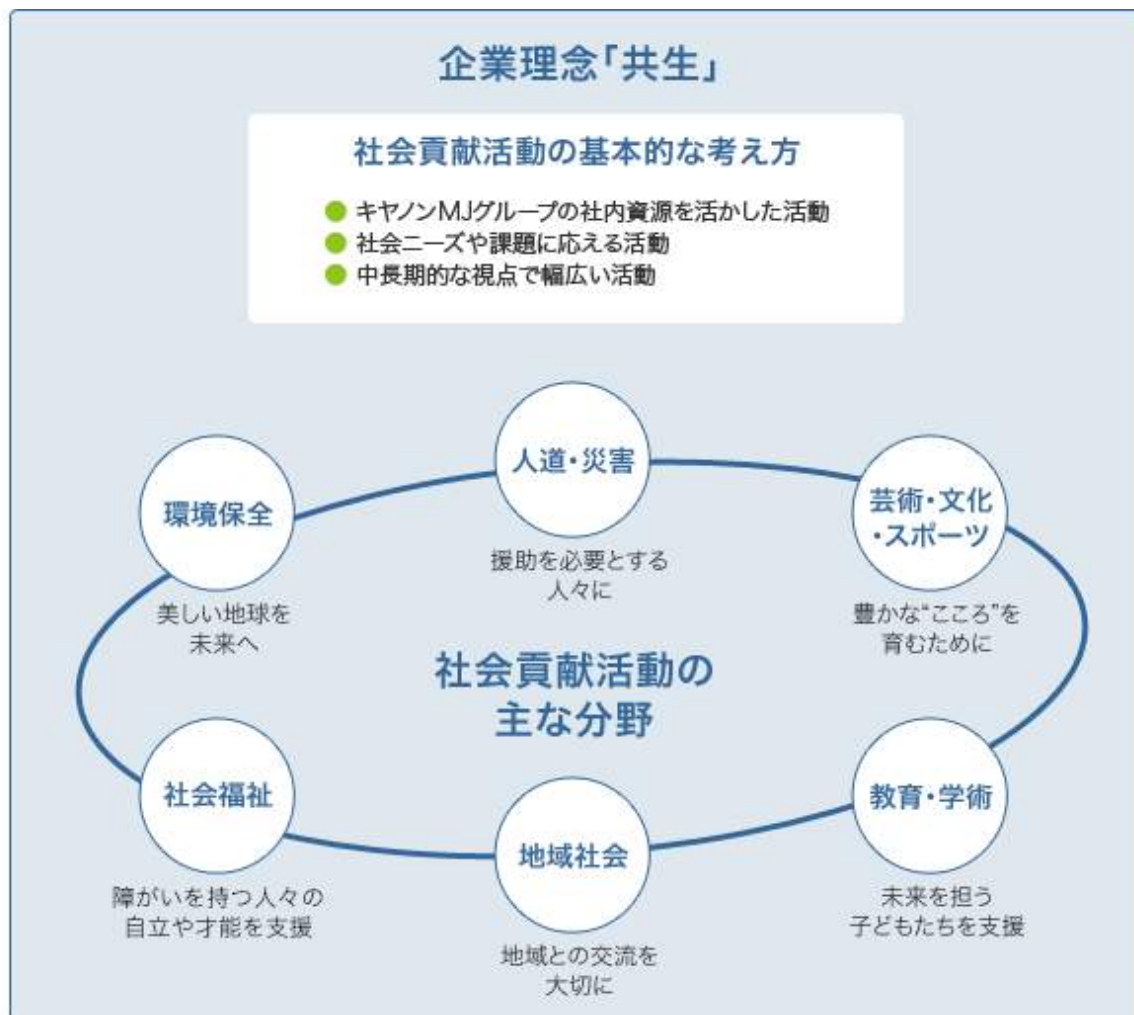 企業理念「共生」
社会貢献活動の基本的な考え方
● キヤノンMJグループの社内資源を活かした活動
● 社会ニーズや課題に応える活動
● 中長期的な視点で幅広い活動
人道・災害
援助を必要とする
人々に
環境保全
美しい地球を
未来へ
芸術・文化
・スポーツ
豊かな“こころ”を
育むために
社会貢献活動の
主な分野
社会福祉
障がいを持つ人々の
自立や才能を支援
地域社会
地域との交流を
大切に
教育・学術
未来を担う
子どもたちを支援